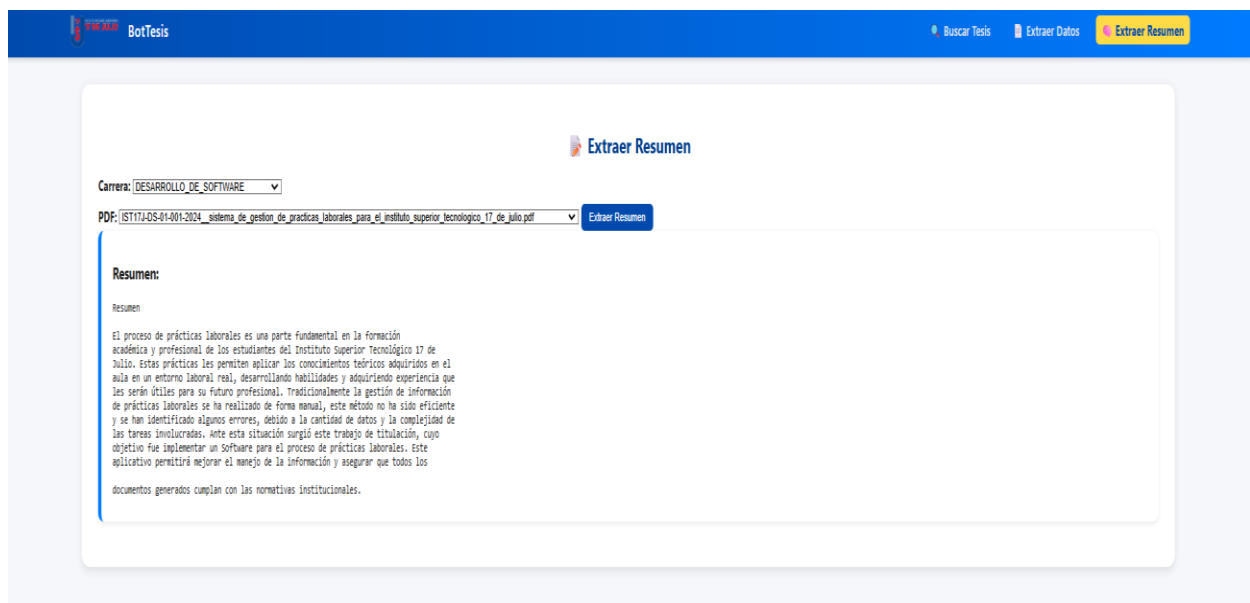 17 DE JULIO
BotTesis
Buscar Tesis
Extraer Datos
Extraer Resumen
Extraer Resumen
Carrera: DESARROLLO_DE_SOFTWARE
PDF: IST17J-DS-01-001-2024__sistema_de_gestion_de_practicas_laborales_para_el_instituto_superior_tecnologico_17_de_julio.pdf Extraer Resumen
Resumen:
Resumen
El proceso de prácticas laborales es una parte fundamental en la formación
académica y profesional de los estudiantes del Instituto Superior Tecnológico 17 de
Julio. Estas prácticas les permiten aplicar los conocimientos teóricos adquiridos en el
aula en un entorno laboral real, desarrollando habilidades y adquiriendo experiencia que
les serán útiles para su futuro profesional. Tradicionalmente la gestión de información
de prácticas laborales se ha realizado de forma manual, este método no ha sido eficiente
y se han identificado algunos errores, debido a la cantidad de datos y la complejidad de
las tareas involucradas. Ante esta situación surgió este trabajo de titulación, cuyo
objetivo fue implementar un Software para el proceso de prácticas laborales. Este
aplicativo permitirá mejorar el manejo de la información y asegurar que todos los
documentos generados cumplan con las normativas institucionales.